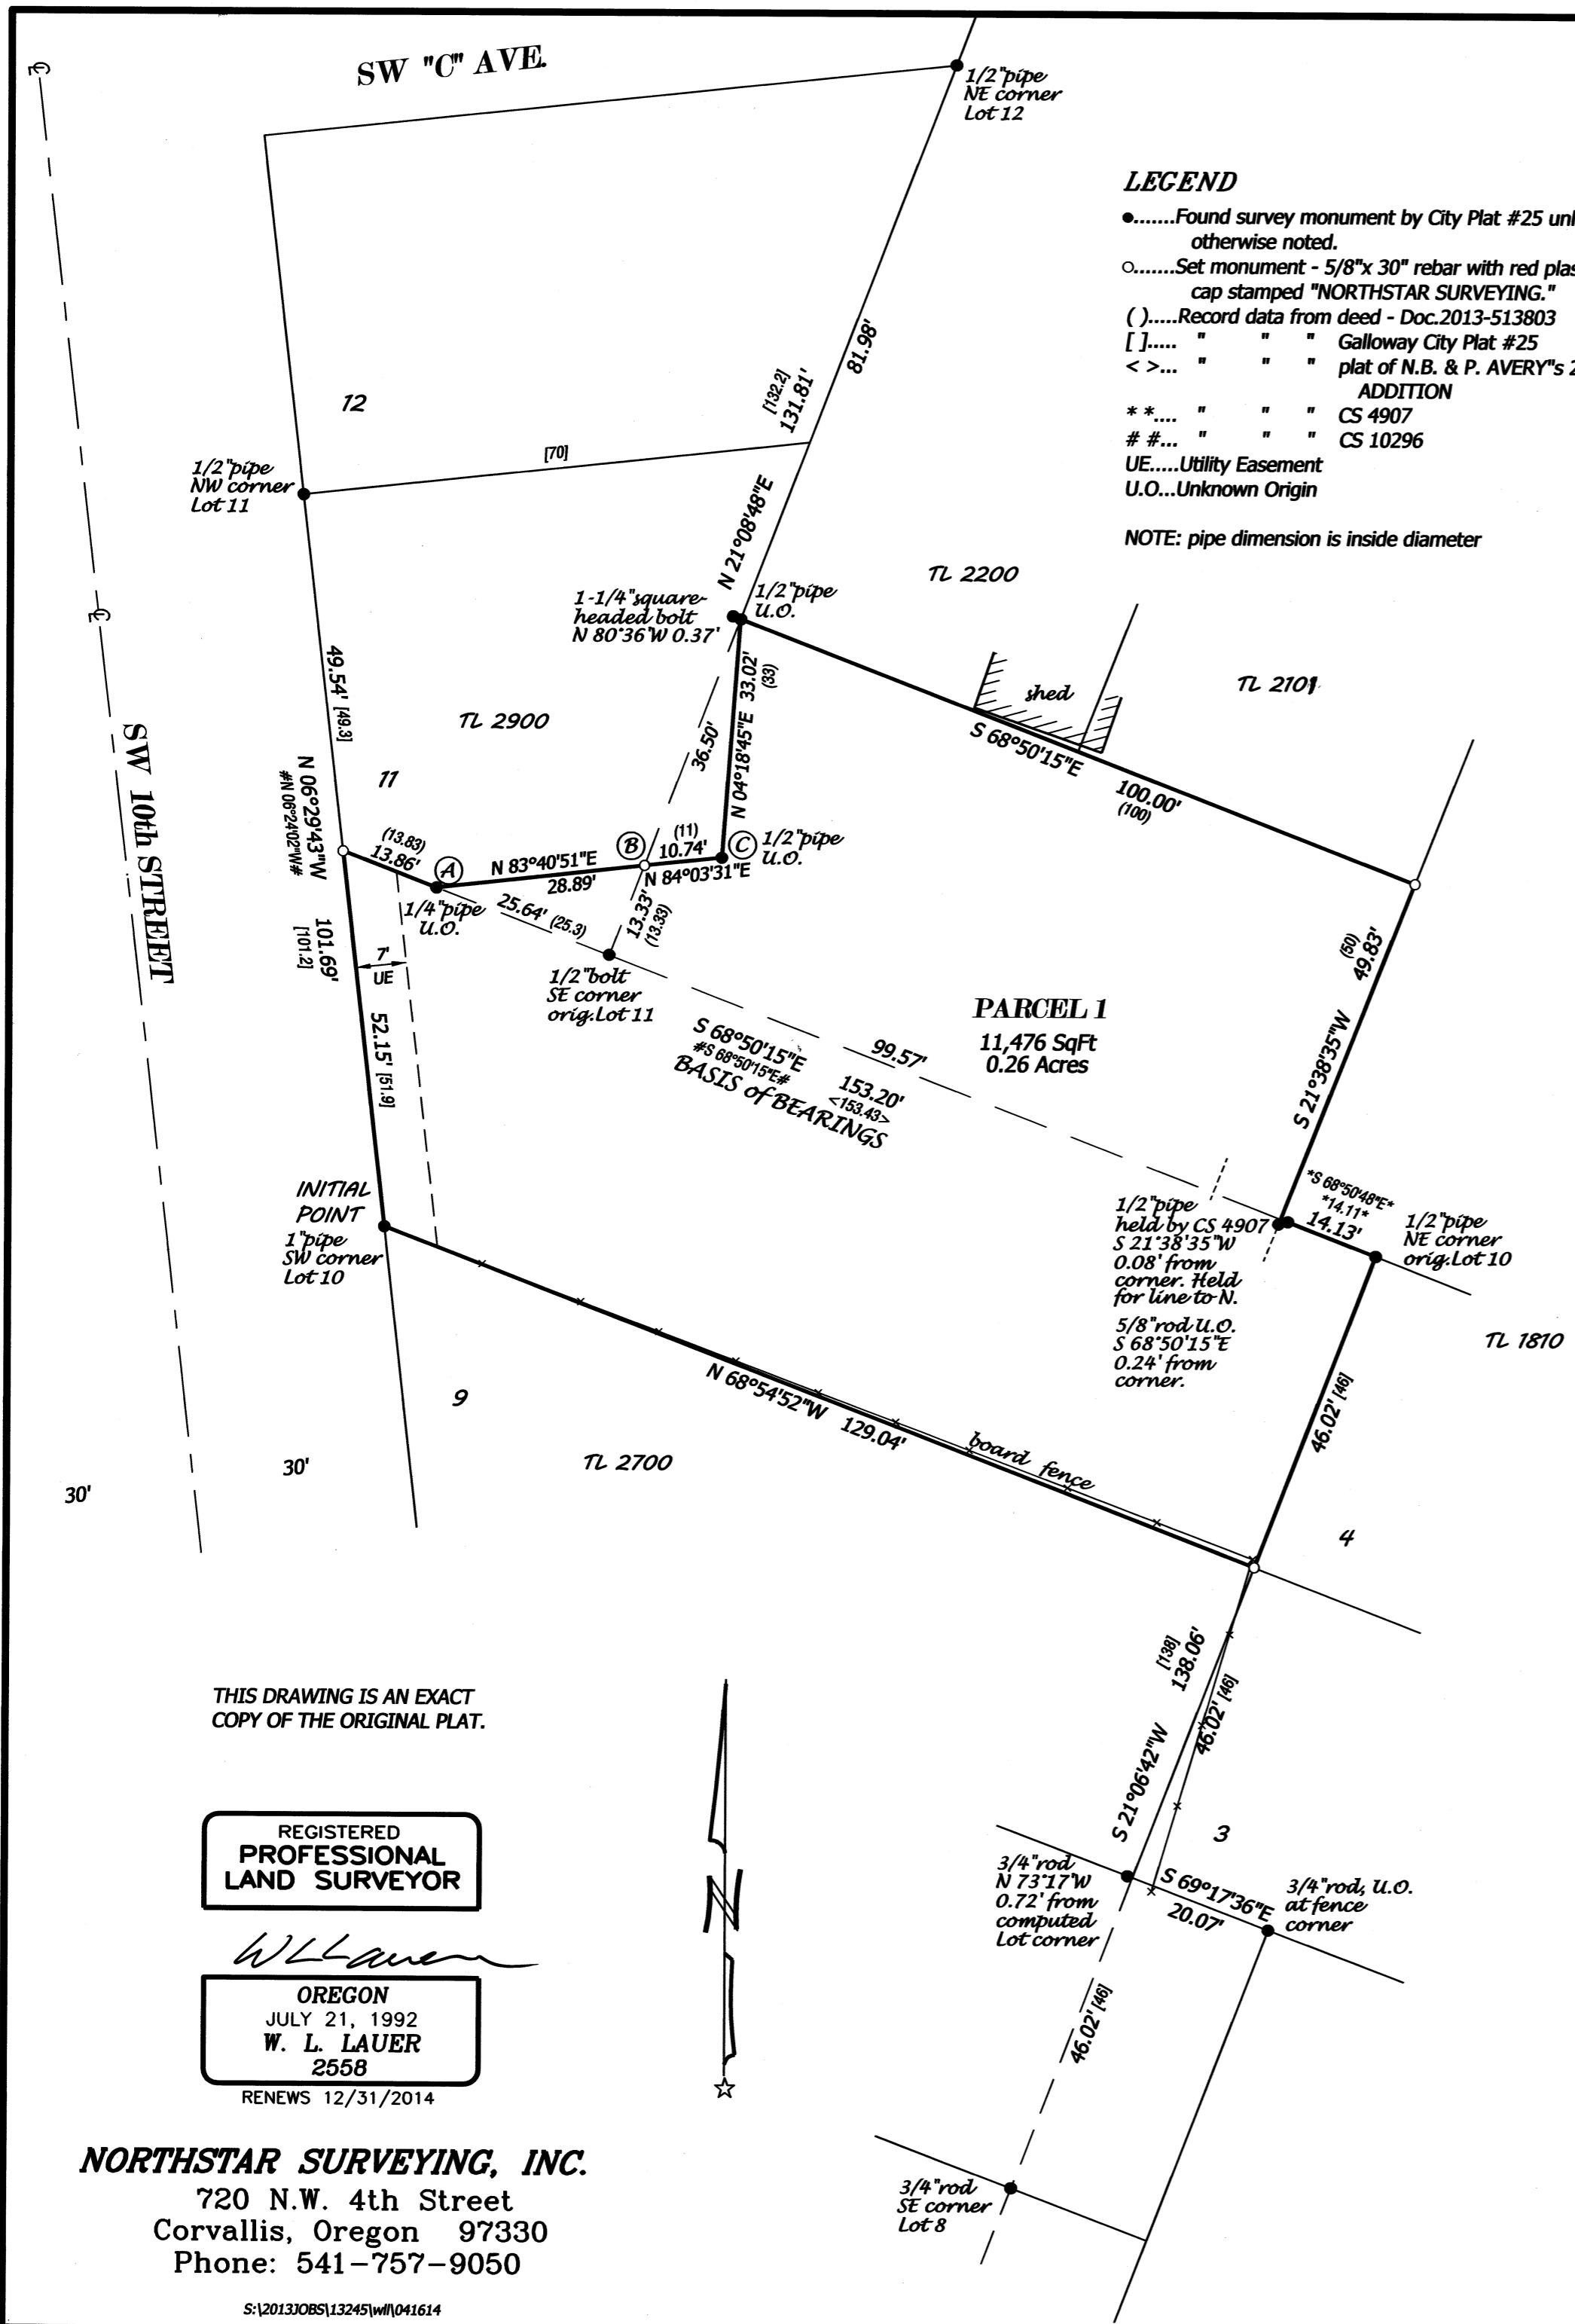 SW "C" AVE.
1/2"pipe
NE corner
Lot 12
LEGEND
●.......Found survey monument by City Plat #25
otherwise noted.
○.......Set monument - 5/8"x 30" rebar with red
cap stamped "NORTHSTAR SURVEYING."
( ).....Record data from deed - Doc.2013-513803
[ ]..... " " " Galloway City Plat #25
< >... " " " plat of N.B. & P. AVERY"s
ADDITION
* *.... " " " CS 4907
# #... " " " CS 10296
UE.....Utility Easement
U.O...Unknown Origin
NOTE: pipe dimension is inside diameter
81.98'
[132.2]
131.81'
12
[70]
1/2"pipe
NW corner
Lot 11
N 21°08'48"E
TL 2200
1-1/4"square-
headed bolt
N 80°36'W 0.37'
1/2"pipe
U.O.
49.54' [49.3]
33.02'
(33)
N 04°18'45"E
shed
TL 2101
TL 2900
36.50'
S 68°50'15"E
100.00'
(100)
SW 10th STREET
N 06°29'43"W
#N 06°24'02"W#
11
(13.83)
13.86'
A
N 83°40'51"E
28.89'
B
(11)
10.74'
N 84°03'31"E
C
1/2"pipe
U.O.
1/4"pipe
U.O.
25.64' (25.3)
13.33'
(13.33)
101.69'
[101.2]
7'
UE
1/2"bolt
SE corner
orig.Lot 11
(50)
49.83'
PARCEL 1
11,476 SqFt
0.26 Acres
52.15' [51.9]
S 68°50'15"E
#S 68°50'15"E#
BASIS of BEARINGS
99.57'
153.20'
<153.43>
S 21°38'35"W
INITIAL
POINT
1"pipe
SW corner
Lot 10
1/2"pipe
held by CS 4907
S 21°38'35"W
0.08' from
corner. Held
for line to N.
5/8"rod U.O.
S 68°50'15"E
0.24' from
corner.
*S 68°50'48"E*
*14.11*
14.13'
1/2"pipe
NE corner
orig.Lot 10
TL 1810
9
N 68°54'52"W
129.04'
board fence
46.02' [46]
30'
30'
TL 2700
4
[138]
138.06'
46.02' [46]
THIS DRAWING IS AN EXACT
COPY OF THE ORIGINAL PLAT.
S 21°06'42"W
N
REGISTERED
PROFESSIONAL
LAND SURVEYOR
3
3/4"rod
N 73°17'W
0.72' from
computed
Lot corner
S 69°17'36"E
20.07'
3/4"rod, U.O.
at fence
corner
WLLauer
OREGON
JULY 21, 1992
W. L. LAUER
2558
RENEWS 12/31/2014
46.02' [46]
3/4"rod
SE corner
Lot 8
NORTHSTAR SURVEYING, INC.
720 N.W. 4th Street
Corvallis, Oregon 97330
Phone: 541-757-9050
S:\2013JOBS\13245\wll\041614